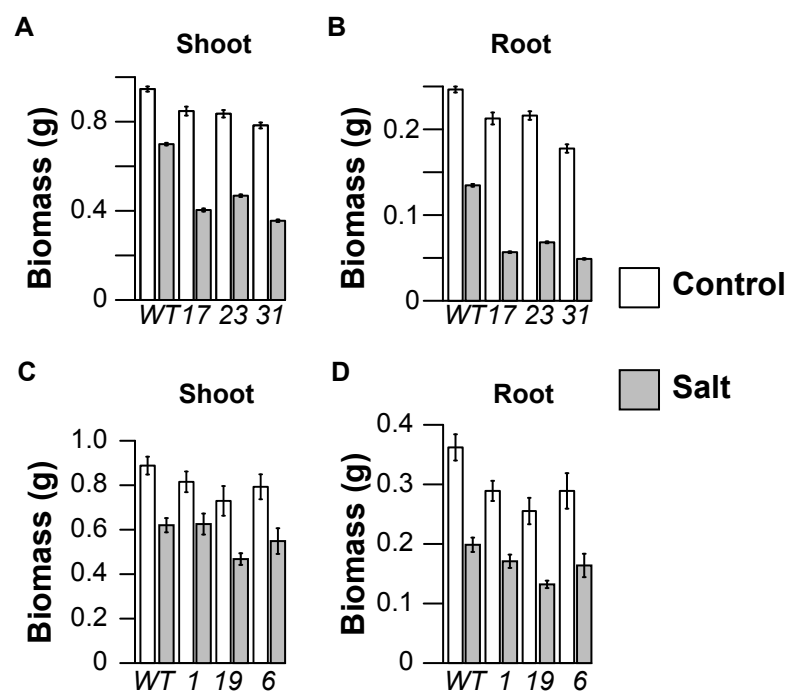 A
Shoot
Biomass (g)
0.8
0.4
0
WT 17 23 31
B
Root
Biomass (g)
0.2
0.1
0
WT 17 23 31
Control
Salt
C
Shoot
Biomass (g)
1.0
0.8
0.6
0.4
0.2
0
WT 1 19 6
D
Root
Biomass (g)
0.4
0.3
0.2
0.1
0
WT 1 19 6